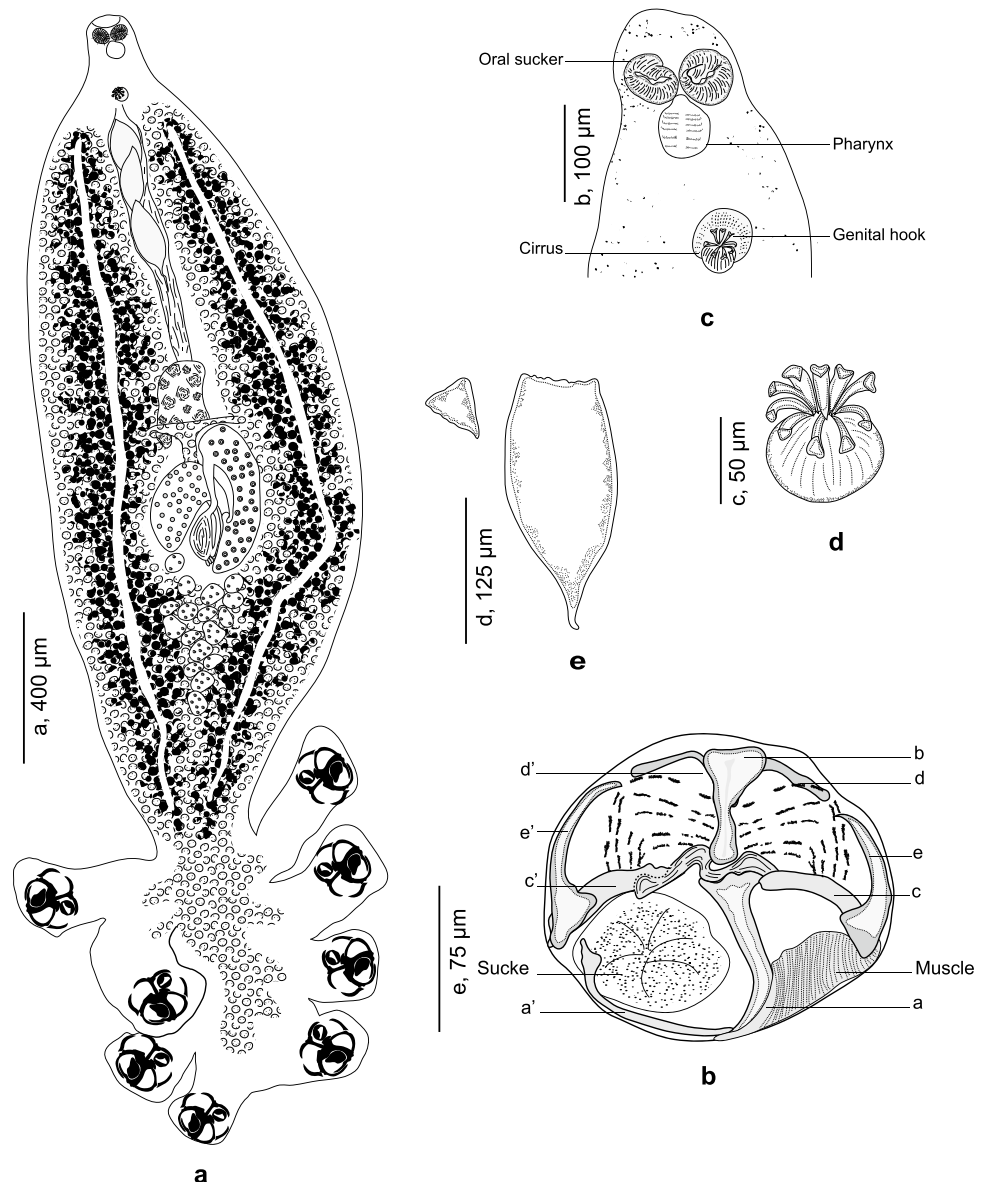 Oral sucker
b, 100 µm
Pharynx
Genital hook
Cirrus
c
c, 50 µm
d
d, 125 µm
e
a, 400 µm
b
d'
d
e'
e
c'
c
e, 75 µm
Sucke
Muscle
a'
a
b
a